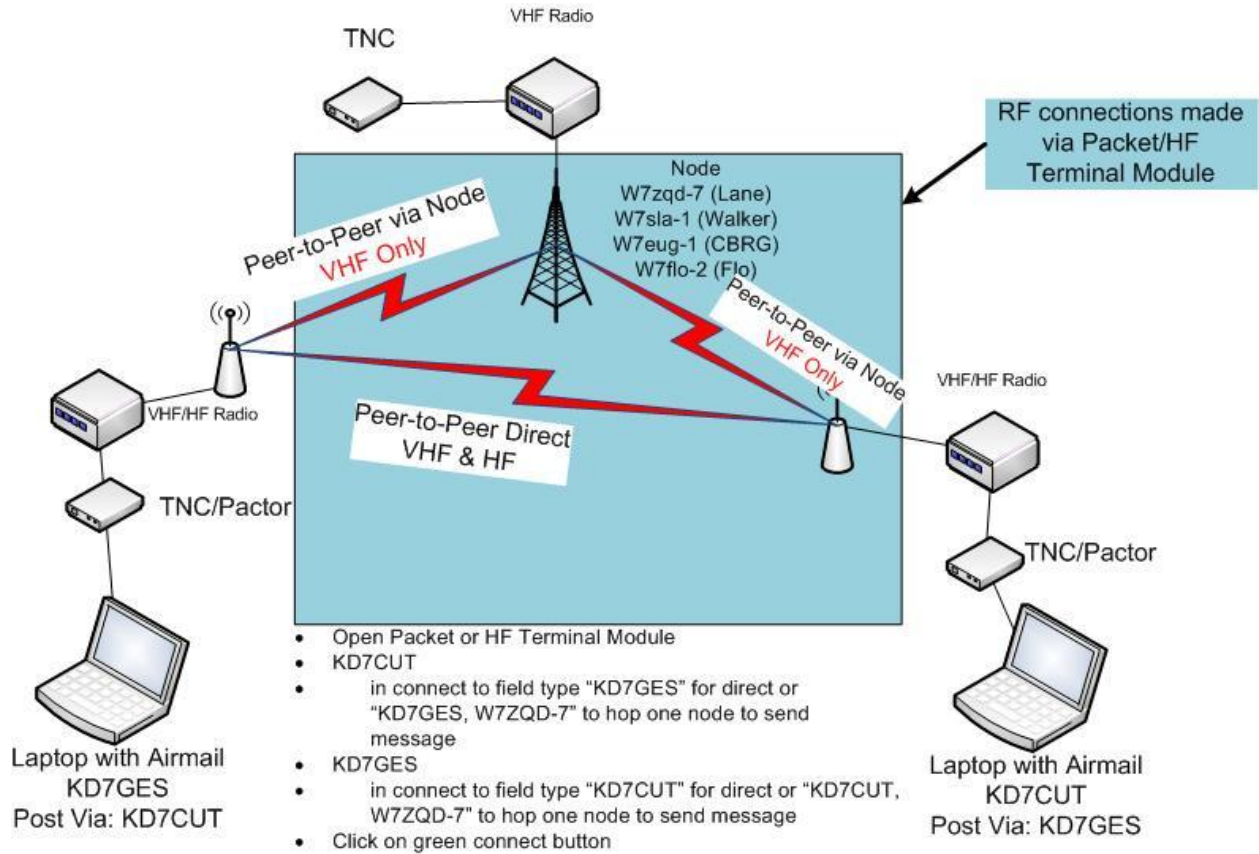 VHF Radio
TNC
RF connections made
via Packet/HF
Terminal Module
Node
W7zqd-7 (Lane)
W7sla-1 (Walker)
W7eug-1 (CBRG)
W7flo-2 (Flo)
Peer-to-Peer via Node
VHF Only
Peer-to-Peer via Node
VHF Only
VHF/HF Radio
VHF/HF Radio
Peer-to-Peer Direct
VHF & HF
TNC/Pactor
TNC/Pactor
• Open Packet or HF Terminal Module
• KD7CUT
• in connect to field type “KD7GES” for direct or
“KD7GES, W7ZQD-7” to hop one node to send
message
• KD7GES
• in connect to field type “KD7CUT” for direct or “KD7CUT,
W7ZQD-7” to hop one node to send message
• Click on green connect button
Laptop with Airmail
KD7GES
Post Via: KD7CUT
Laptop with Airmail
KD7CUT
Post Via: KD7GES